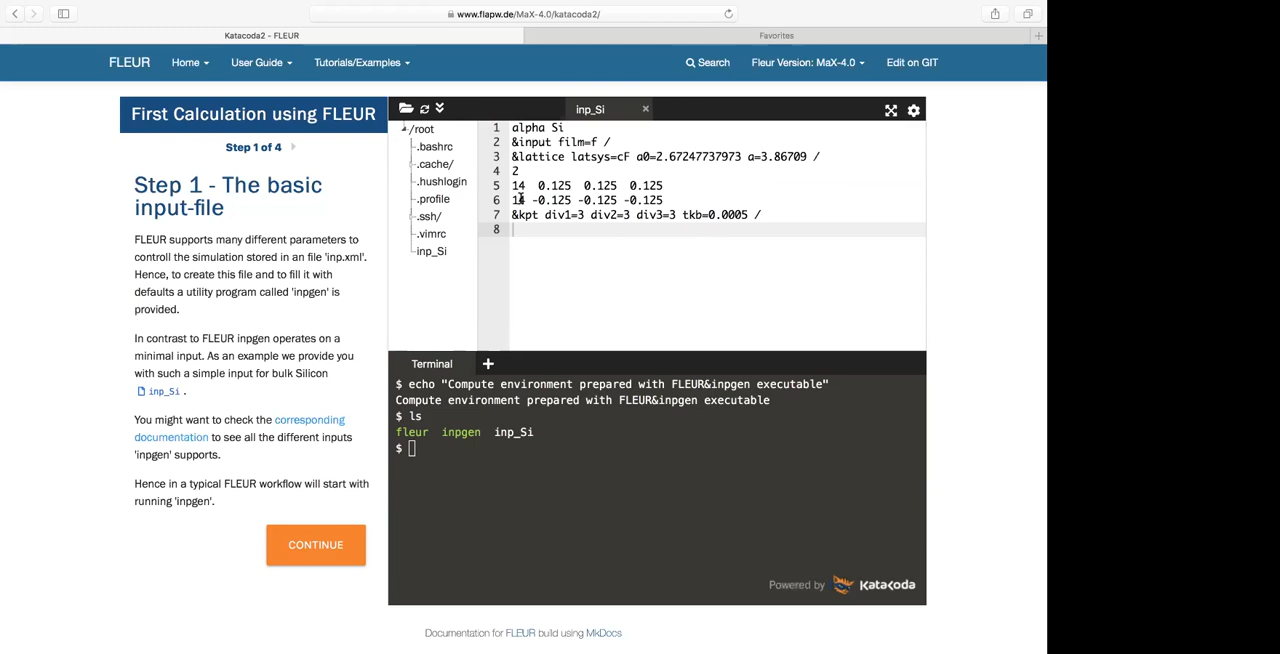 www.flapw.de/MaX-4.0/katacoda2/
Katacoda2 - FLEUR
Favorites
FLEUR
Home
User Guide
Tutorials/Examples
Search
Fleur Version: MaX-4.0
Edit on GIT
First Calculation using FLEUR
Step 1 of 4
Step 1 - The basic
input-file
FLEUR supports many different parameters to
controll the simulation stored in an file 'inp.xml'.
Hence, to create this file and to fill it with
defaults a utility program called 'inpgen' is
provided.
In contrast to FLEUR inpgen operates on a
minimal input. As an example we provide you
with such a simple input for bulk Silicon
inp_Si .
You might want to check the corresponding
documentation to see all the different inputs
'inpgen' supports.
Hence in a typical FLEUR workflow will start with
running 'inpgen'.
CONTINUE
/root
.bashrc
.cache/
.hushlogin
.profile
.ssh/
.vimrc
inp_Si
inp_Si
1 alpha Si
2 &input film=f /
3 &lattice latsys=cF a0=2.67247737973 a=3.86709 /
4 2
5 14 0.125 0.125 0.125
6 14 -0.125 -0.125 -0.125
7 &kpt div1=3 div2=3 div3=3 tkb=0.0005 /
8
Terminal
$ echo "Compute environment prepared with FLEUR&inpgen executable"
Compute environment prepared with FLEUR&inpgen executable
$ ls
fleur inpgen inp_Si
$
Powered by Katacoda
Documentation for FLEUR build using MkDocs